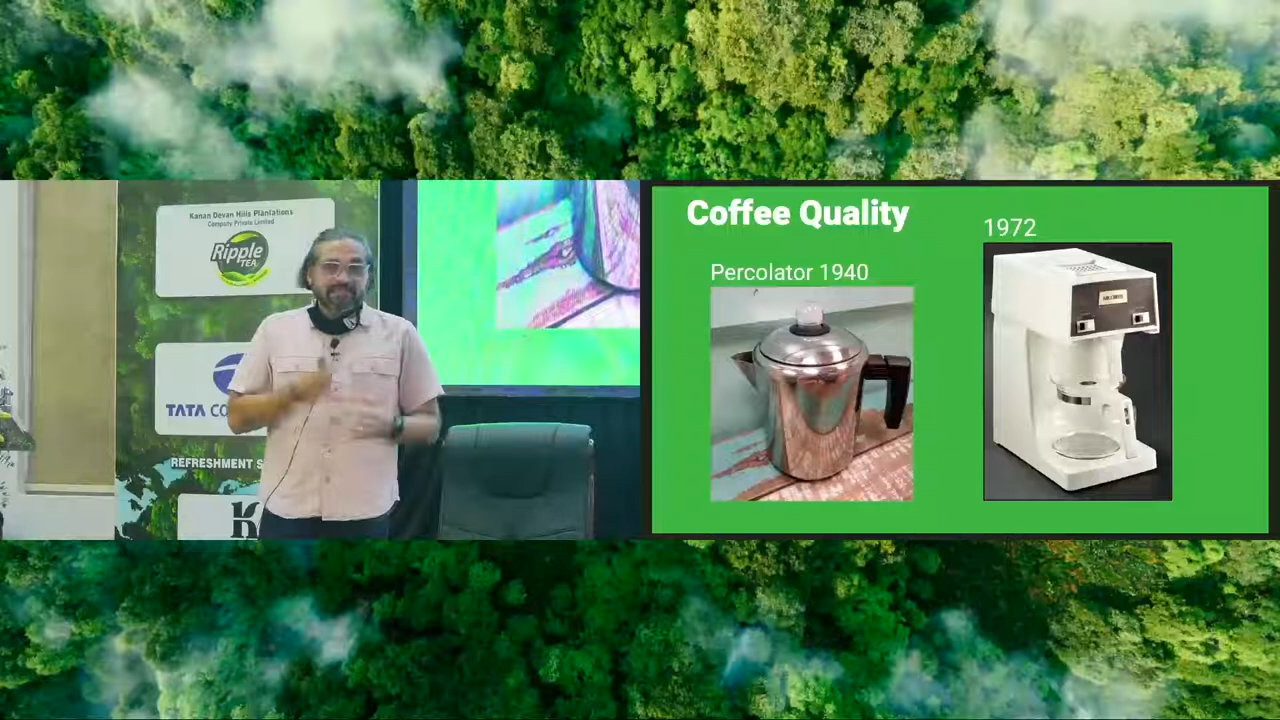 Kanan Devan Hills Plantations
Company Private Limited
Ripple
TEA
TATA CO
REFRESHMENT S
K
Coffee Quality
1972
Percolator 1940